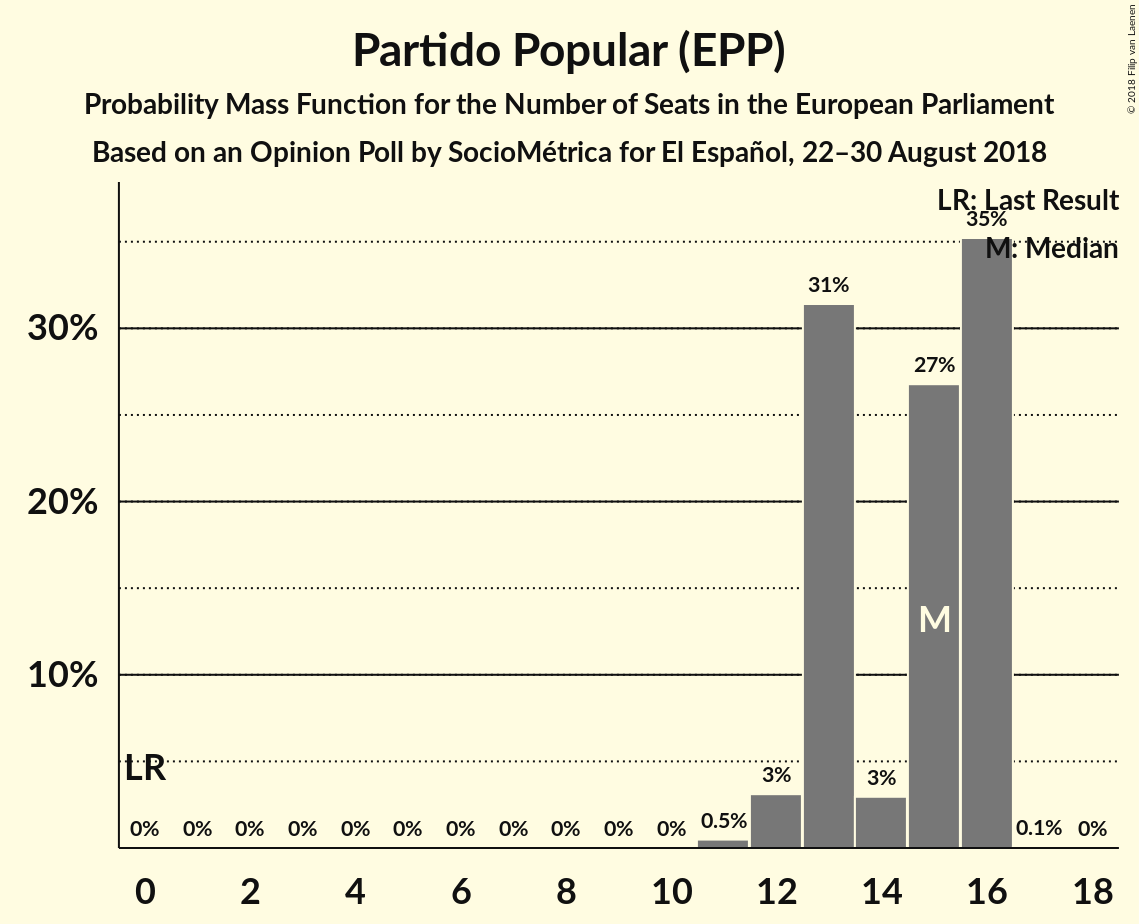 Partido Popular (EPP)
Probability Mass Function for the Number of Seats in the European Parliament
Based on an Opinion Poll by SocioMétrica for El Español, 22–30 August 2018
© 2018 Filip van Laenen
LR: Last Result
M: Median
35%
31%
30%
27%
20%
M
10%
LR
3%
3%
0% 0% 0% 0% 0% 0% 0% 0% 0% 0% 0% 0.5% 0.1% 0%
0 2 4 6 8 10 12 14 16 18